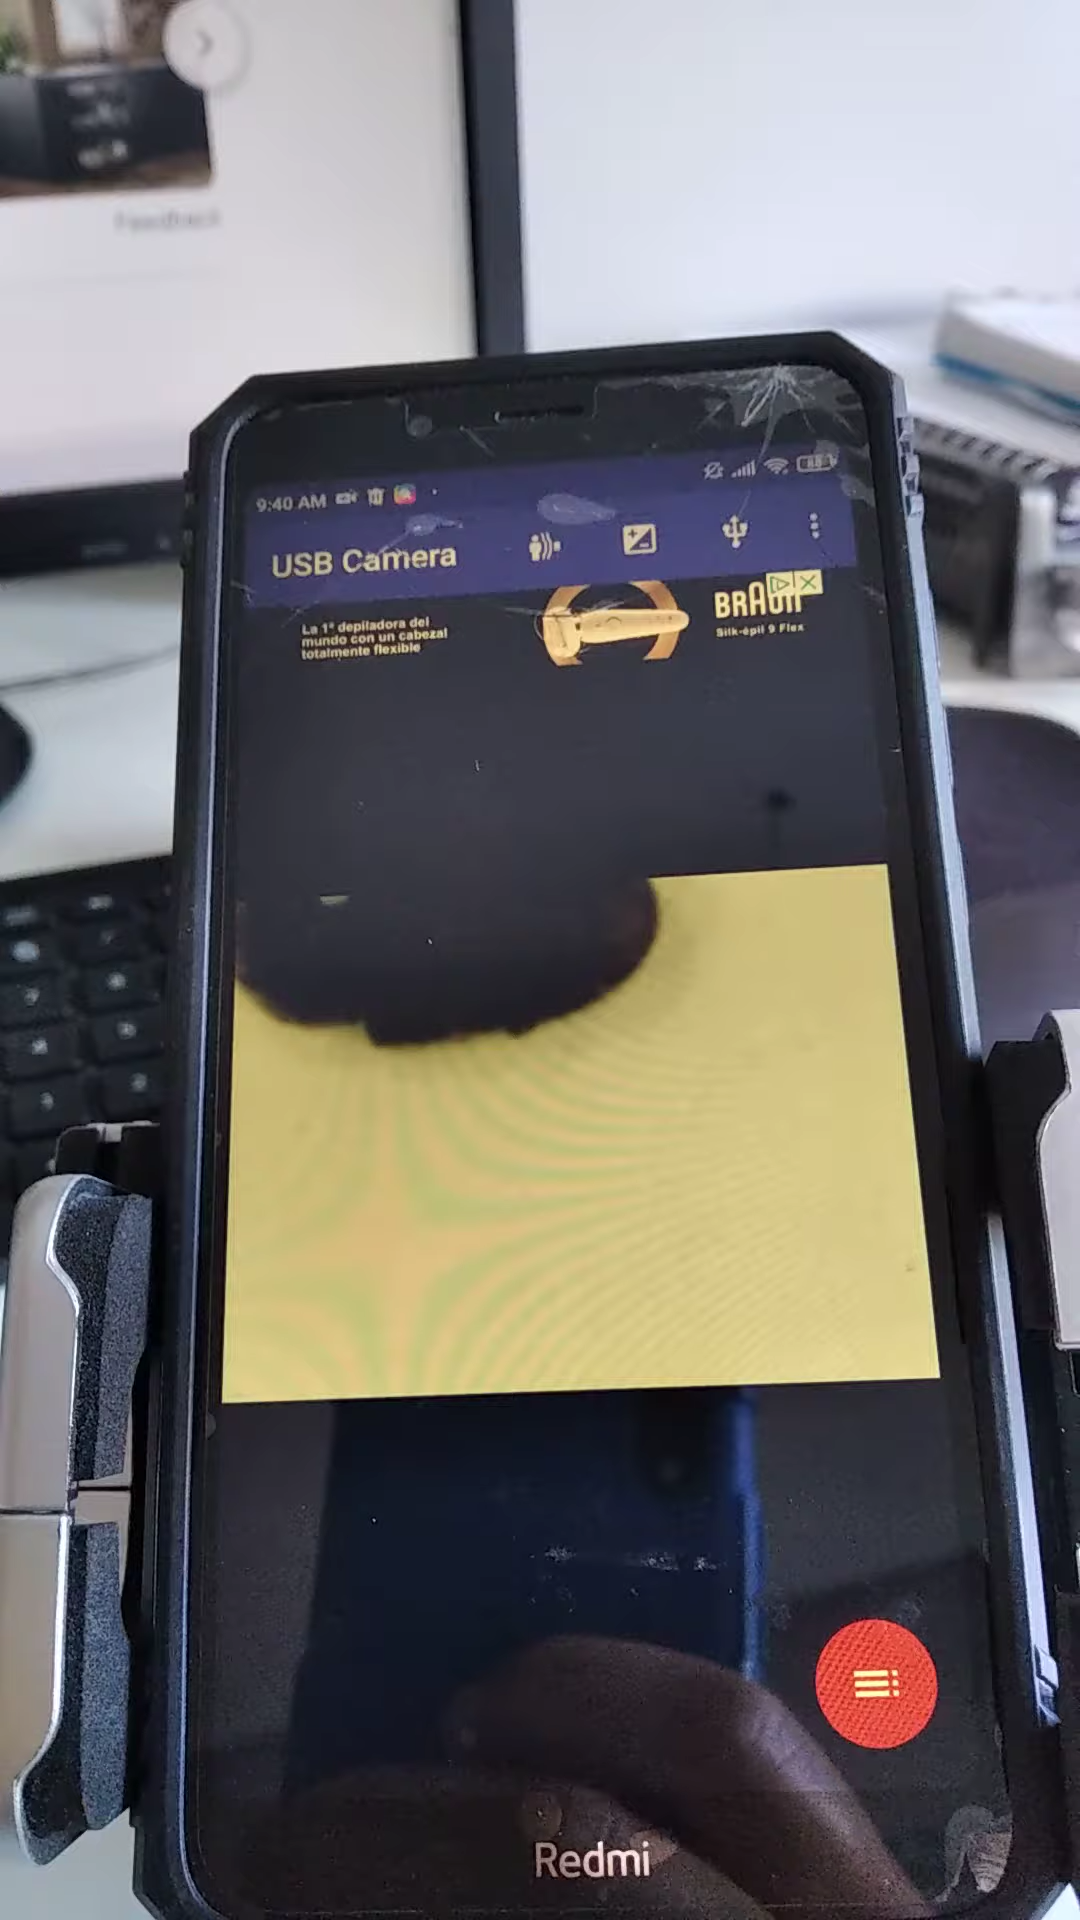 Feedback
9:40 AM
USB Camera
La 1ª depiladora del
mundo con un cabezal
totalmente flexible
BRAUN
Silk-épil 9 Flex
Redmi